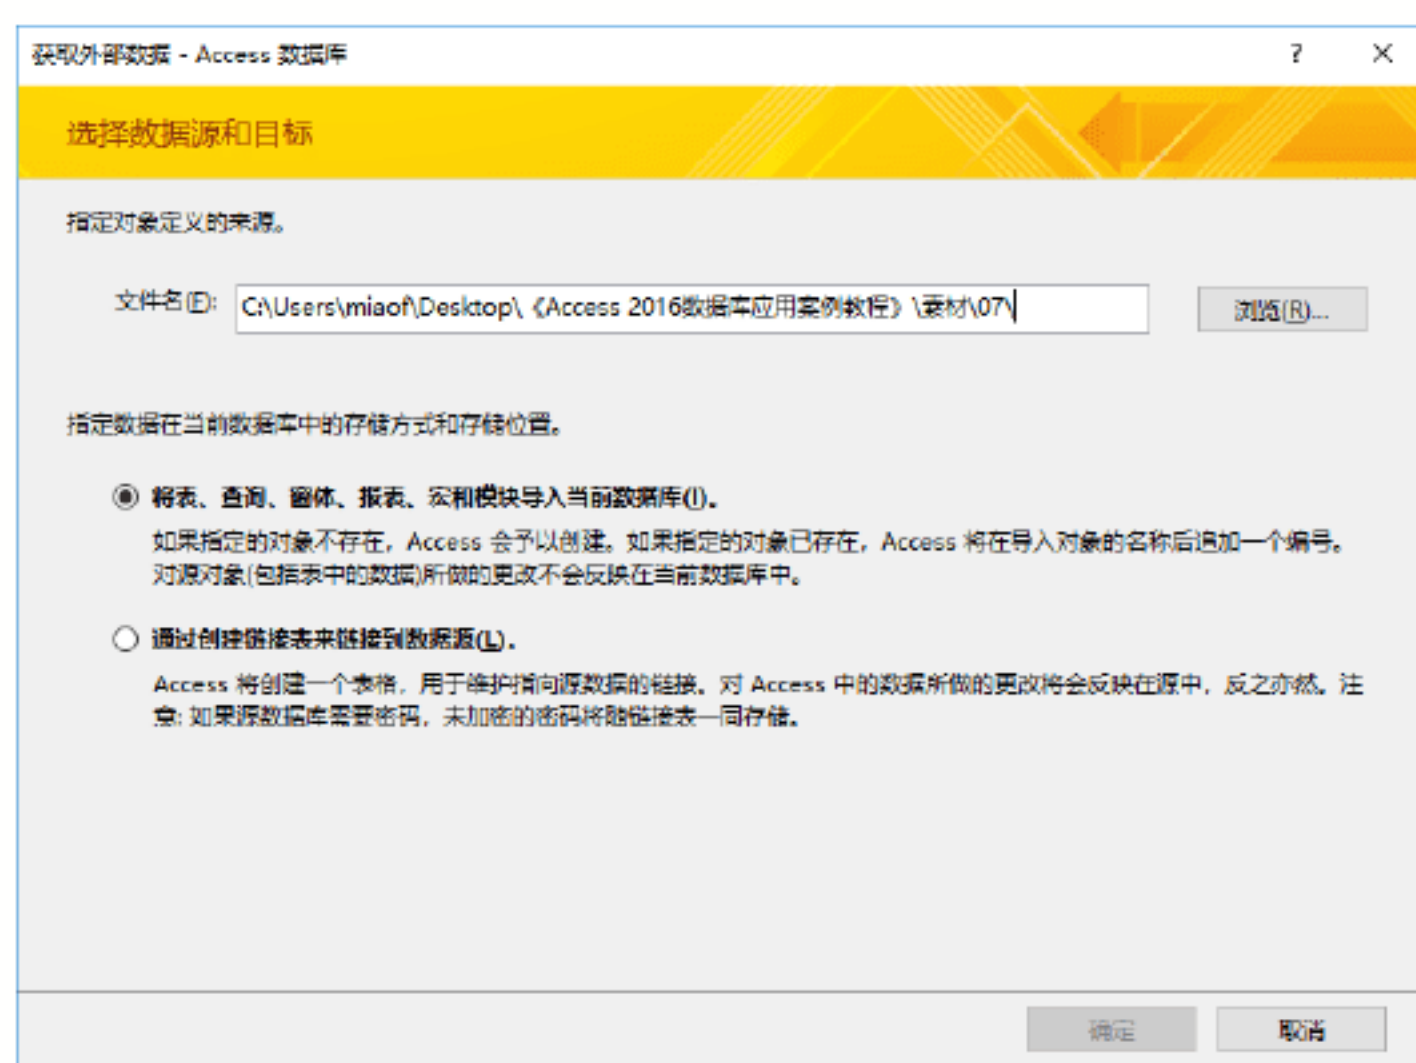 获取外部数据 - Access 数据库
?
选择数据源和目标
指定对象定义的来源。
文件名(F):
C:\Users\miaof\Desktop\《Access 2016数据库应用案例教程》\素材\07\
浏览(R)...
指定数据在当前数据库中的存储方式和存储位置。
将表、查询、窗体、报表、宏和模块导入当前数据库(I)。
如果指定的对象不存在，Access 会予以创建。如果指定的对象已存在，Access 将在导入对象的名称后追加一个编号。
对源对象(包括表中的数据)所做的更改不会反映在当前数据库中。
通过创建链接表来链接到数据源(L)。
Access 将创建一个表格，用于维护指向源数据的链接。对 Access 中的数据所做的更改将会反映在源中，反之亦然。注
意: 如果源数据库需要密码，未加密的密码将随链接表一同存储。
确定
取消